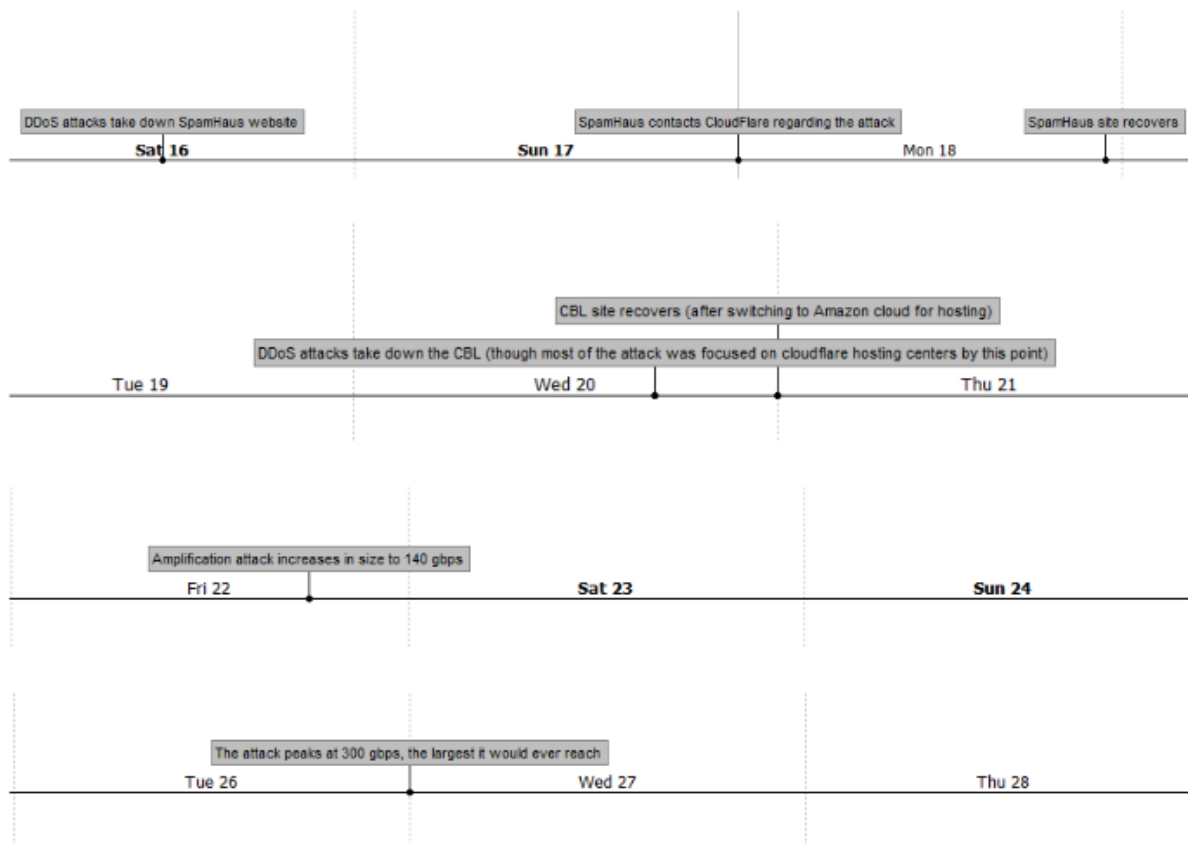 DDoS attacks take down SpamHaus website
SpamHaus contacts CloudFlare regarding the attack
SpamHaus site recovers
Sat 16
Sun 17
Mon 18
CBL site recovers (after switching to Amazon cloud for hosting)
DDoS attacks take down the CBL (though most of the attack was focused on cloudflare hosting centers by this point)
Tue 19
Wed 20
Thu 21
Amplification attack increases in size to 140 gbps
Fri 22
Sat 23
Sun 24
The attack peaks at 300 gbps, the largest it would ever reach
Tue 26
Wed 27
Thu 28